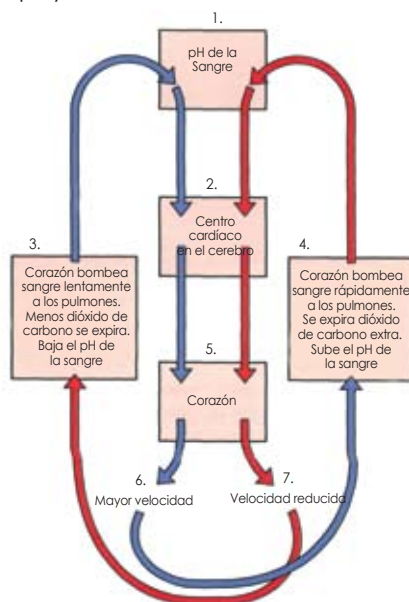 1.
pH de la
Sangre
2.
Centro
cardíaco
en el cerebro
3.
Corazón bombea
sangre lentamente
a los pulmones.
Menos dióxido de
carbono se expira.
Baja el pH de
la sangre
4.
Corazón bombea
sangre rápidamente
a los pulmones.
Se expira dióxido
de carbono extra.
Sube el pH de
la sangre
5.
Corazón
6.
Mayor velocidad
7.
Velocidad reducida